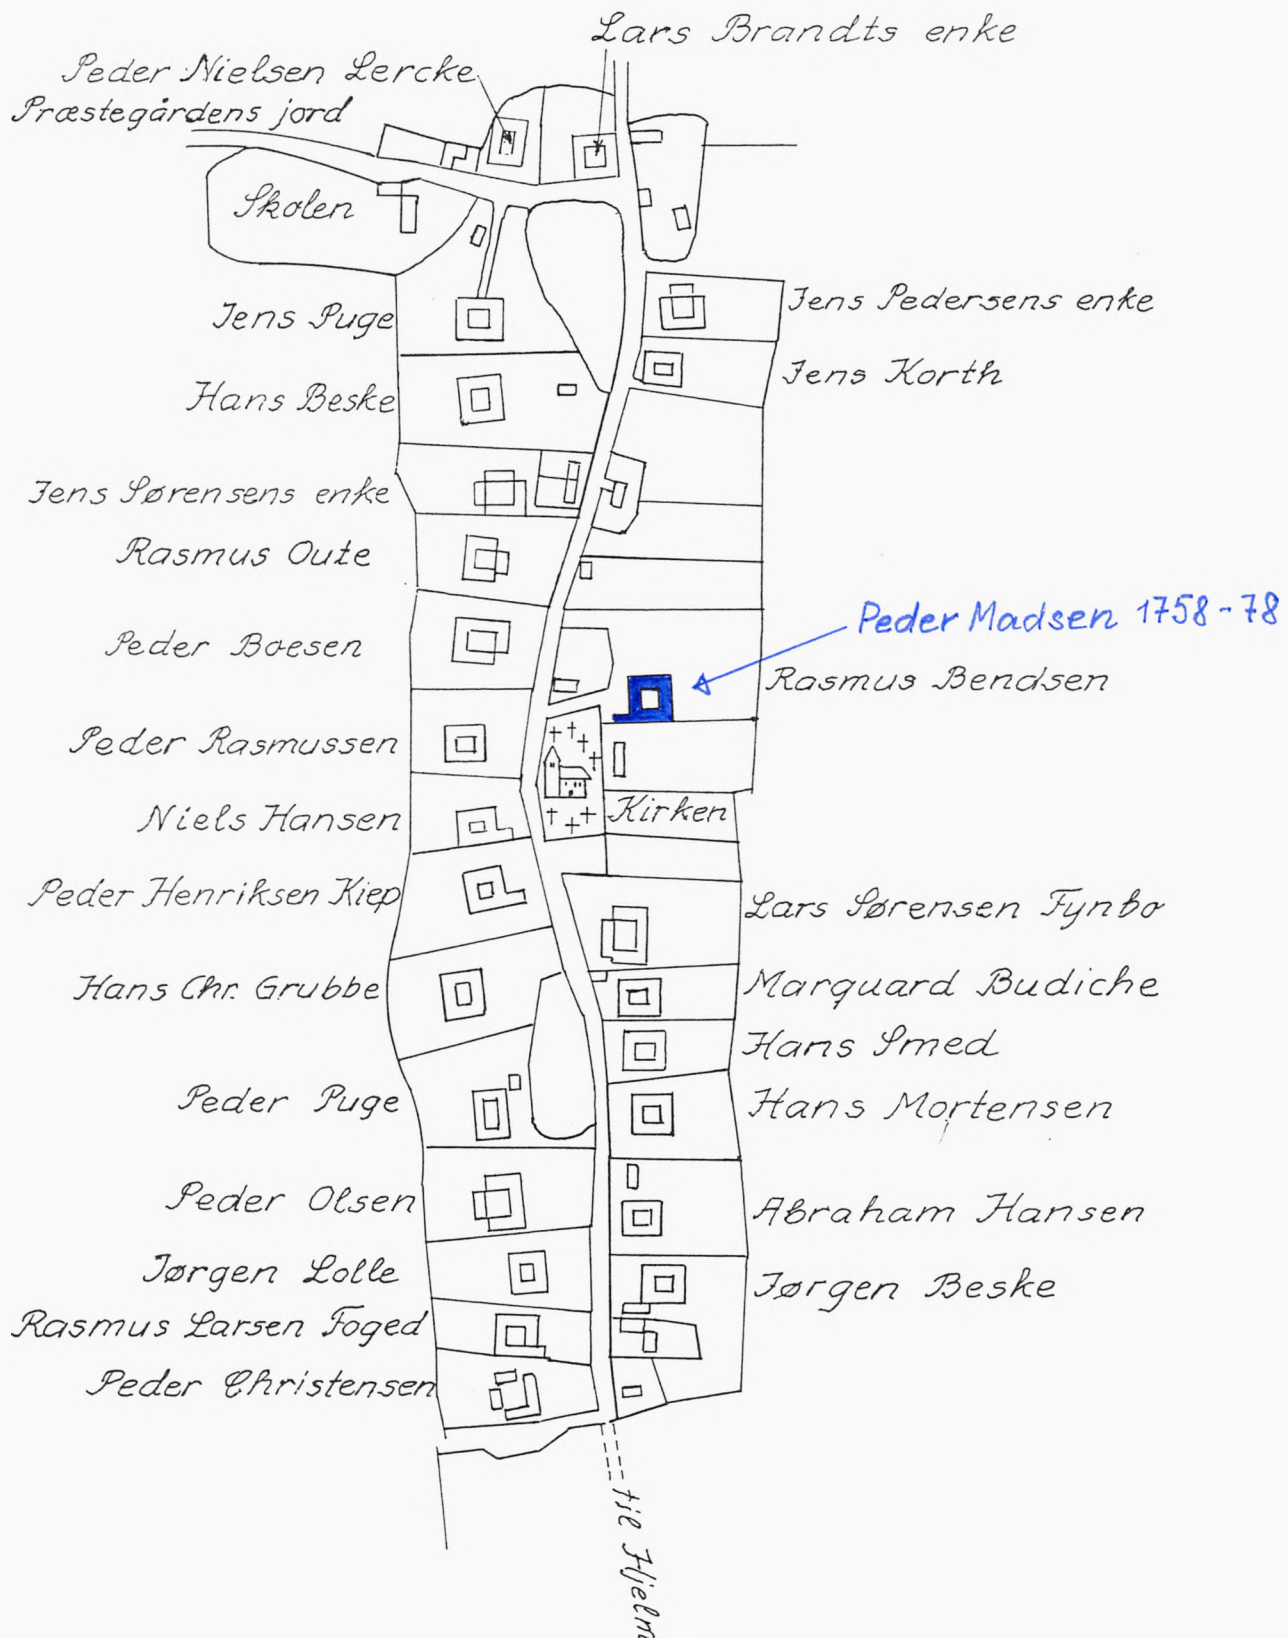 Lars Brandts enke
Peder Nielsen Lercke
Præstegårdens jord
Skolen
Jens Puge
Jens Pedersens enke
Hans Beske
Jens Korth
Jens Sørensens enke
Rasmus Oute
Peder Madsen 1758-78
Peder Boesen
Rasmus Bendsen
Peder Rasmussen
Niels Hansen
Kirken
Peder Henriksen Kiep
Lars Sørensen Fynbo
Hans Chr. Grubbe
Marquard Budiche
Hans Smed
Peder Puge
Hans Mortensen
Peder Olsen
Abraham Hansen
Jørgen Lolle
Jørgen Beske
Rasmus Larsen Foged
Peder Christensen
til Hjelm